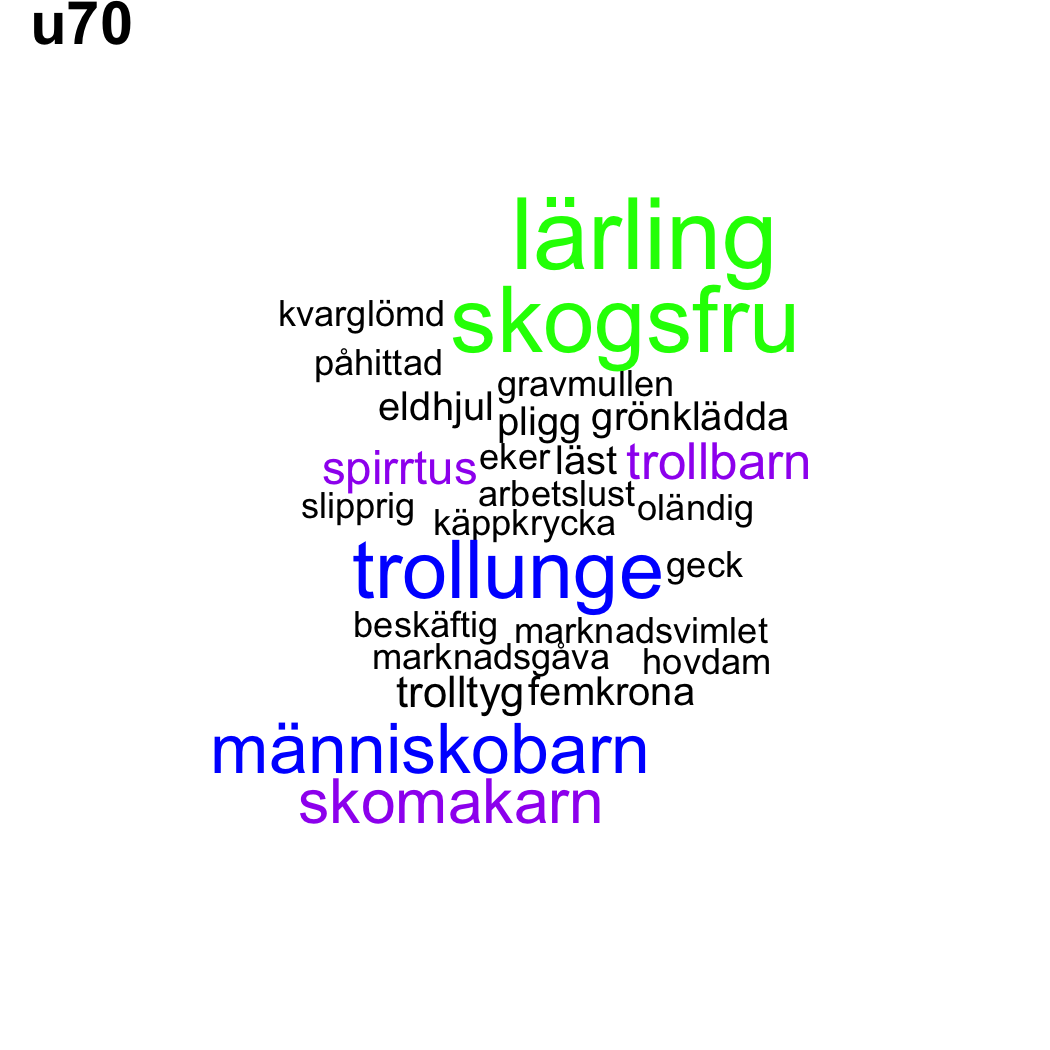 u70
lärling
kvarglömd skogsfru
påhittad
gravmullen
eldhjul pligg grönklädda
spirrtus eker läst trollbarn
slipprig arbetslust oländig
käppkrycka
trollunge geck
beskäftig marknadsvimlet
marknadsgåva hovdam
trolltyg femkrona
människobarn
skomakarn